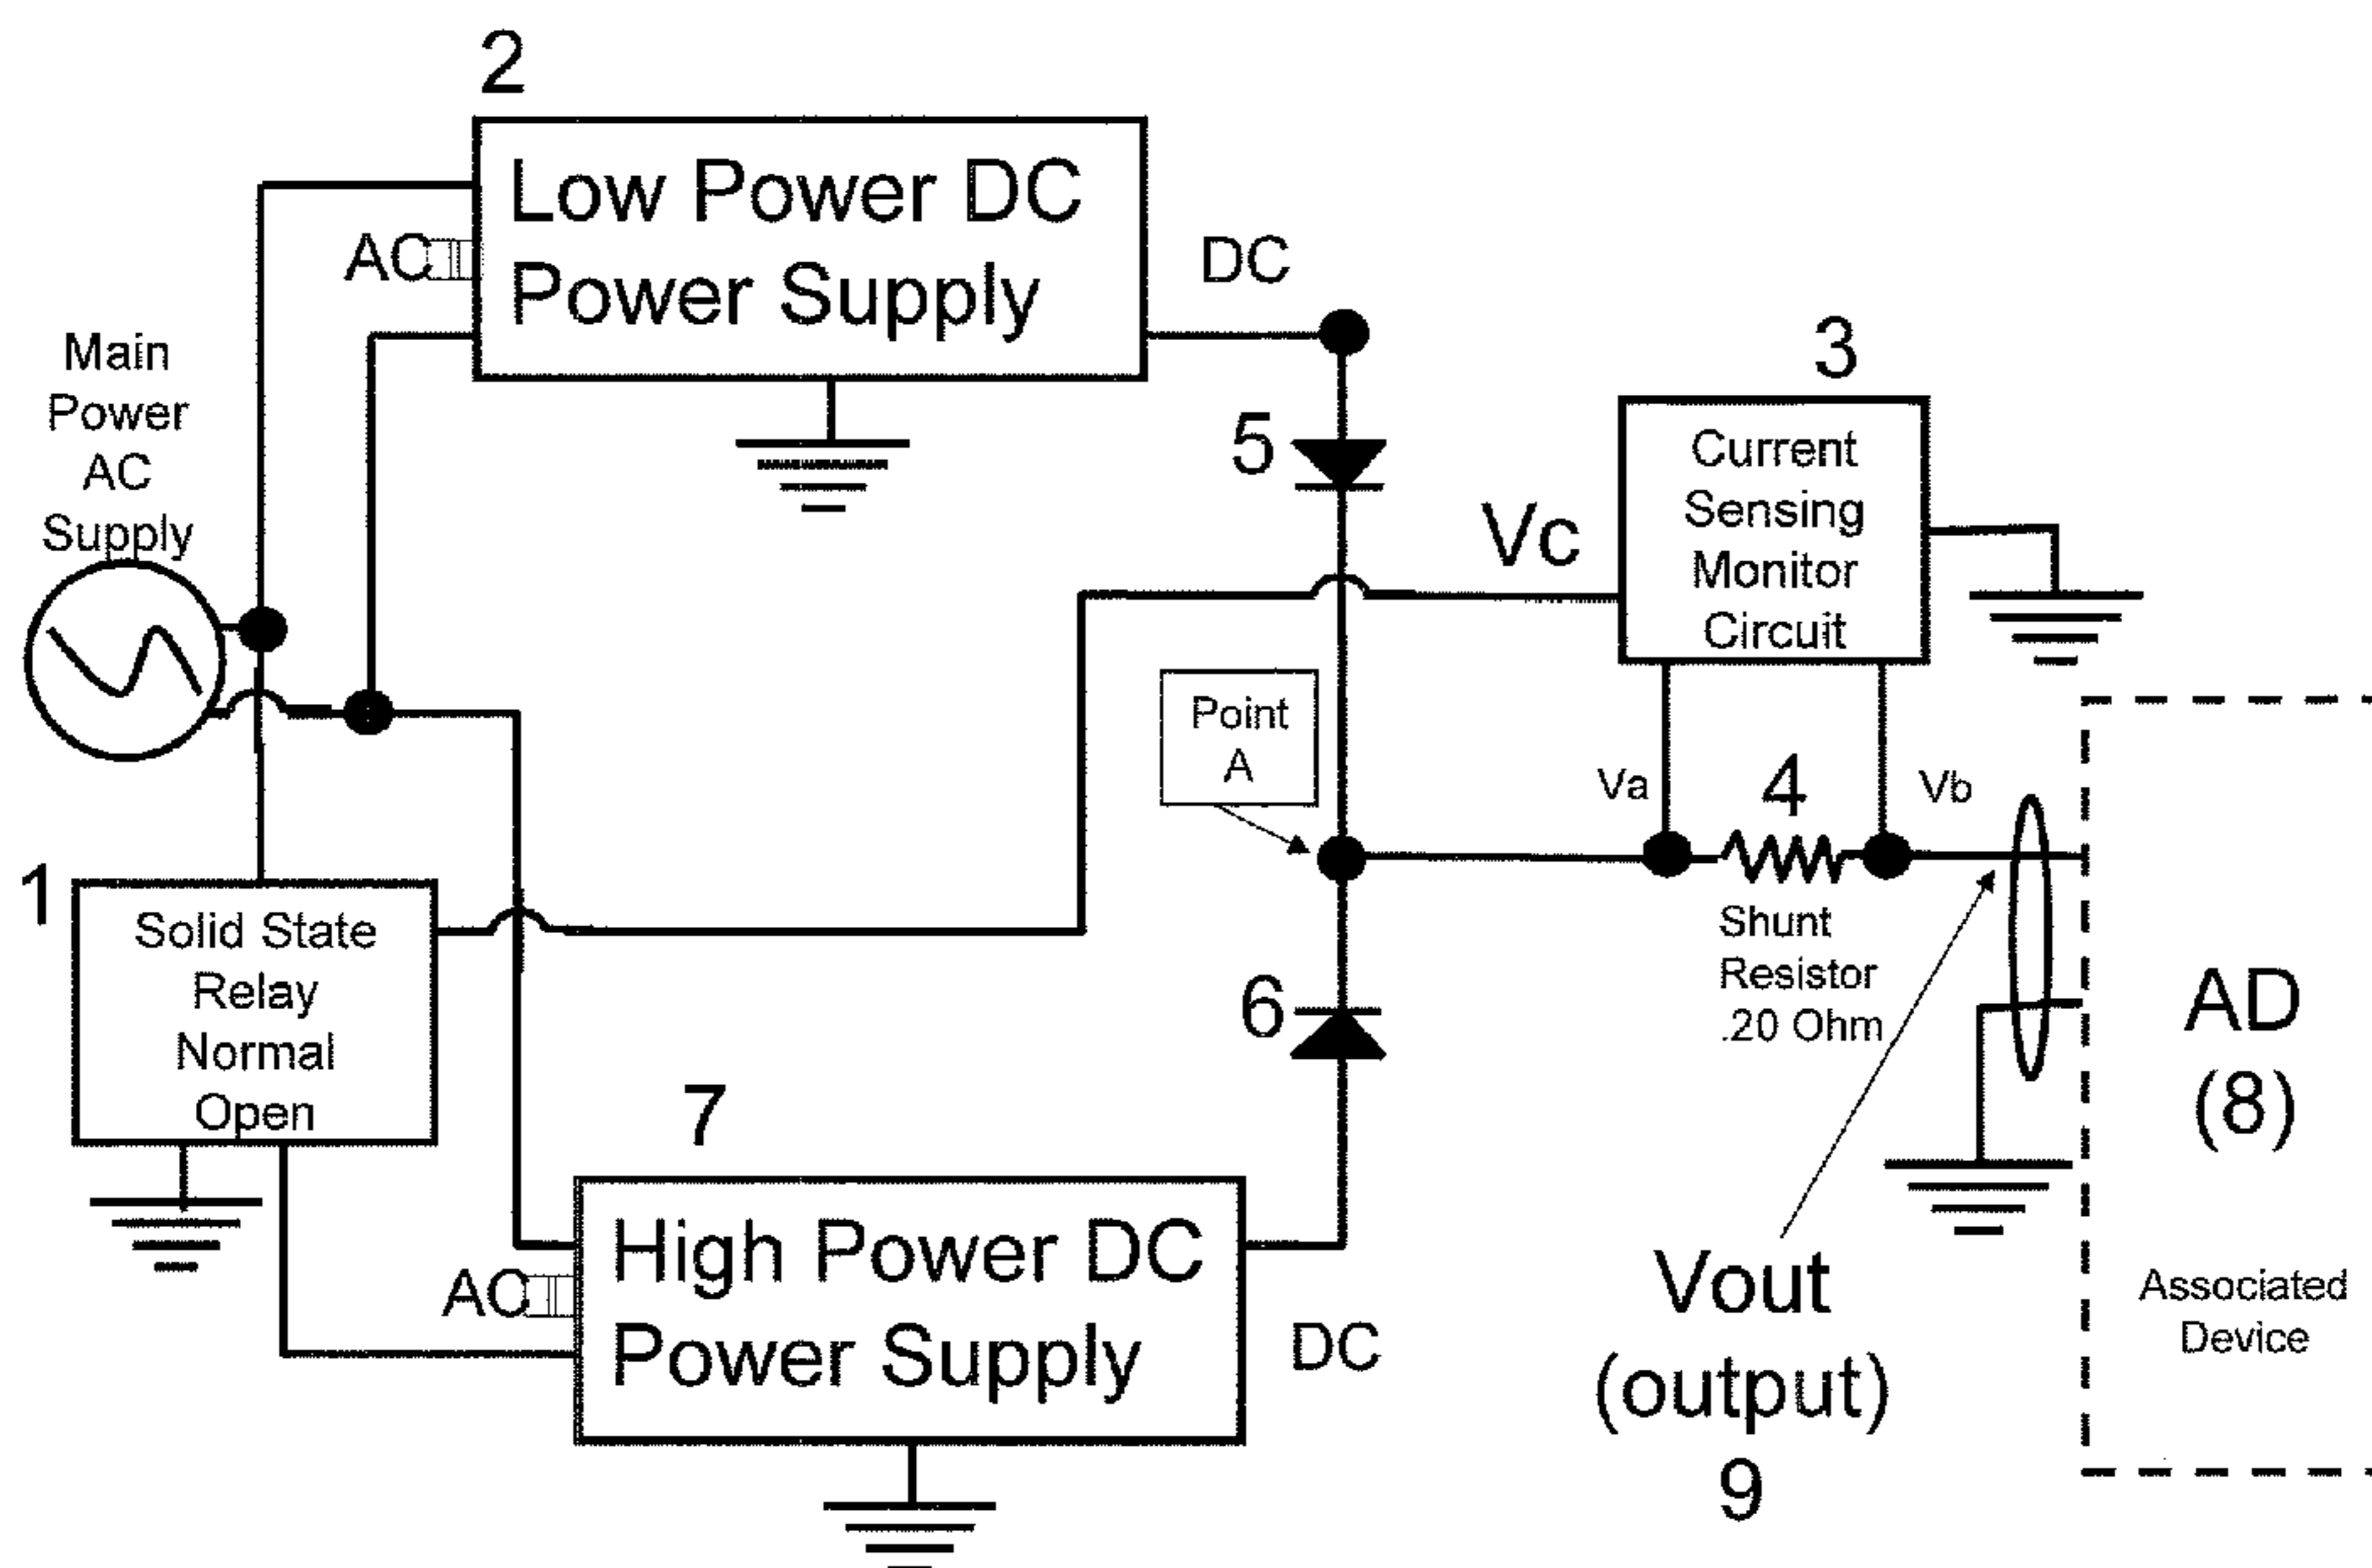 2
Low Power DC
Power Supply
AC
DC
Main
Power
AC
Supply
5
3
Current
Sensing
Monitor
Circuit
Vc
Point
A
Va
4
Vb
Shunt
Resistor
.20 Ohm
1
Solid State
Relay
Normal
Open
6
7
High Power DC
Power Supply
AC
DC
Vout
(output)
9
AD
(8)
Associated
Device